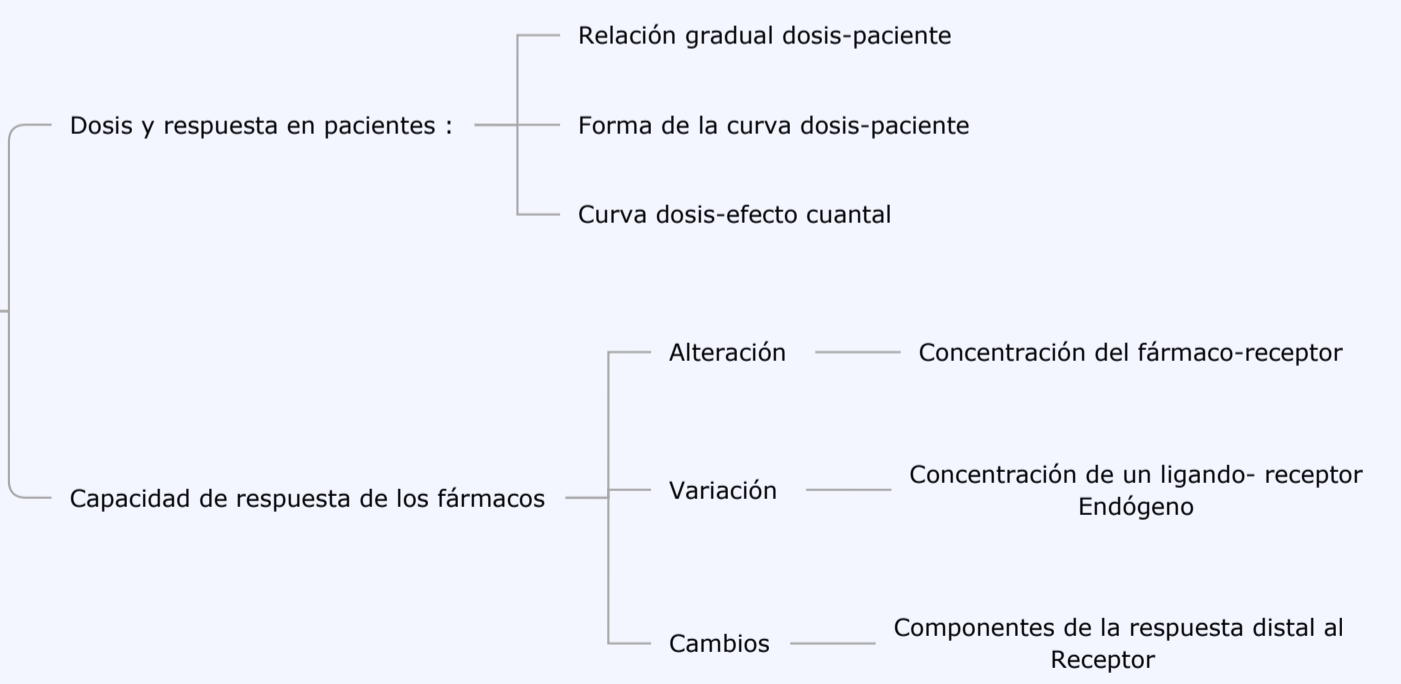 Relación gradual dosis-paciente
Dosis y respuesta en pacientes :
Forma de la curva dosis-paciente
Curva dosis-efecto cuantal
Alteración
Concentración del fármaco-receptor
Capacidad de respuesta de los fármacos
Variación
Concentración de un ligando- receptor
Endógeno
Cambios
Componentes de la respuesta distal al
Receptor